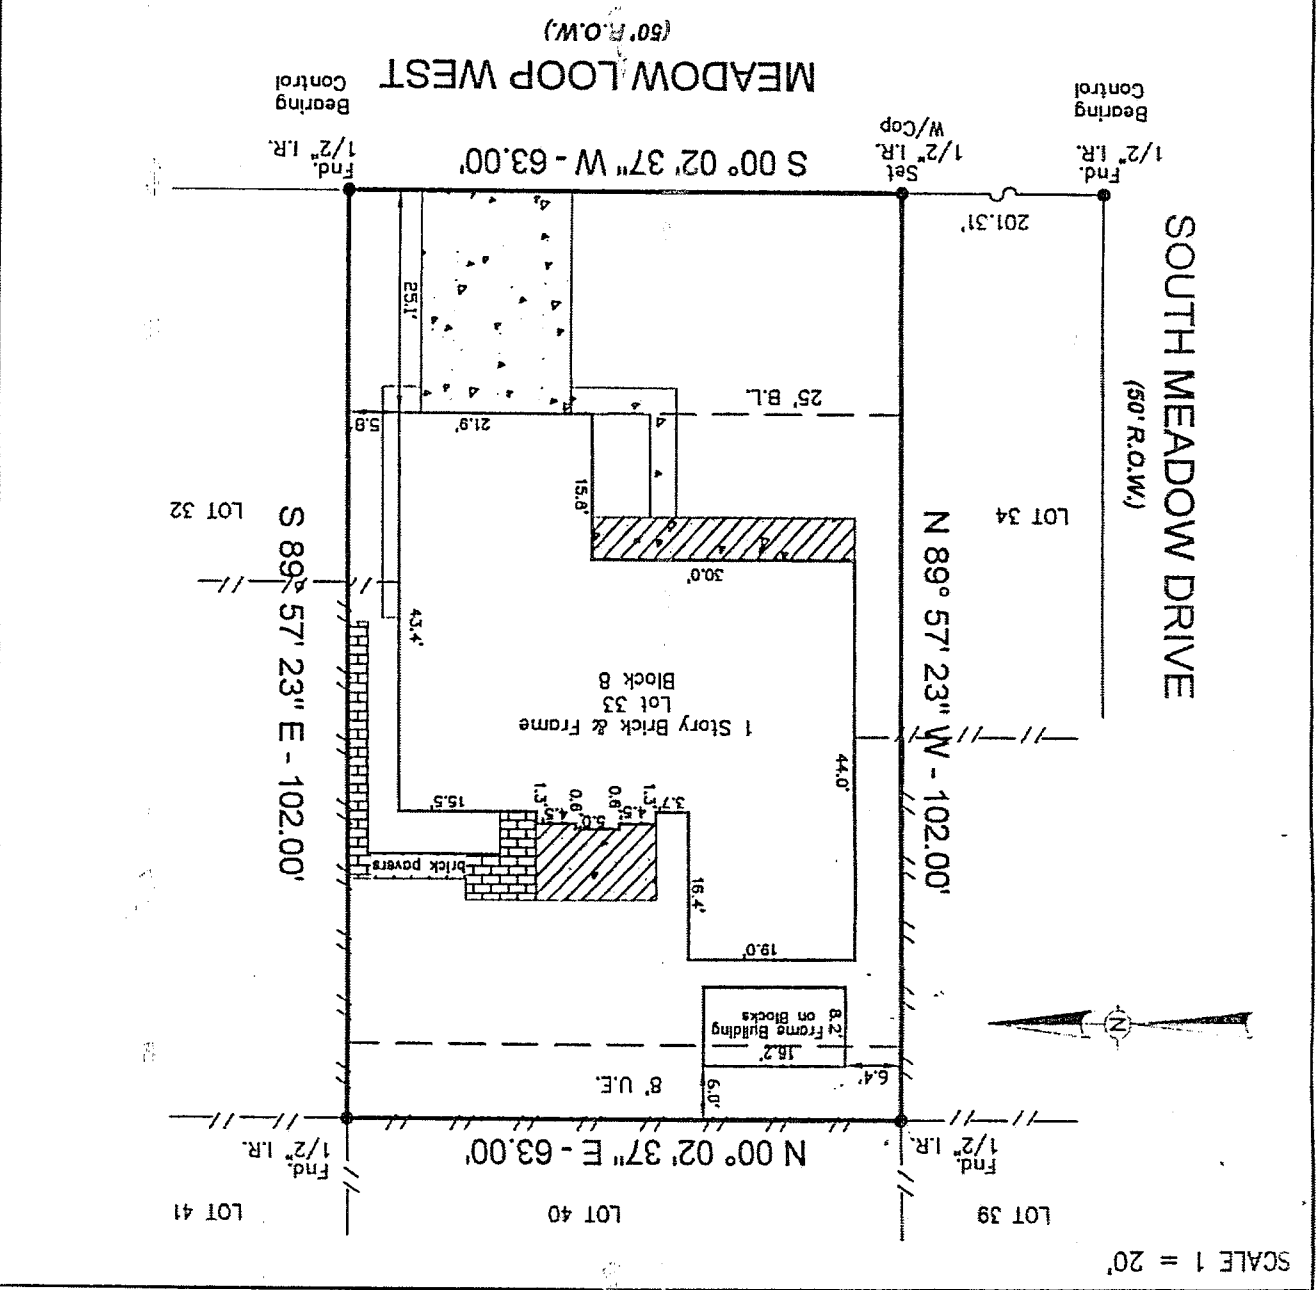 SCALE 1 = 20'
LOT 39
LOT 40
LOT 41
Fnd.
1/2" I.R.
N 00° 02' 37" E - 63.00'
Fnd.
1/2" I.R.
6.0'
8' U.E.
6.4'
16.2'
8.2'
Frame Building
on Blocks
N
19.0'
16.4'
brick pavers
44.0'
3.7'
1.3'
4.5'
0.6'
5.0'
0.6'
4.5'
1.3'
15.5'
1 Story Brick & Frame
Lot 33
Block 8
N 89° 57' 23" W - 102.00'
S 89° 57' 23" E - 102.00'
43.4'
30.0'
15.8'
LOT 34
LOT 32
SOUTH MEADOW DRIVE
(50' R.O.W.)
25' B.L.
21.9'
5.8'
25.1'
201.31'
Fnd.
1/2" I.R.
Bearing
Control
Set
1/2" I.R.
W/Cap
S 00° 02' 37" W - 63.00'
Fnd.
1/2" I.R.
Bearing
Control
MEADOW LOOP WEST
(50' R.O.W.)